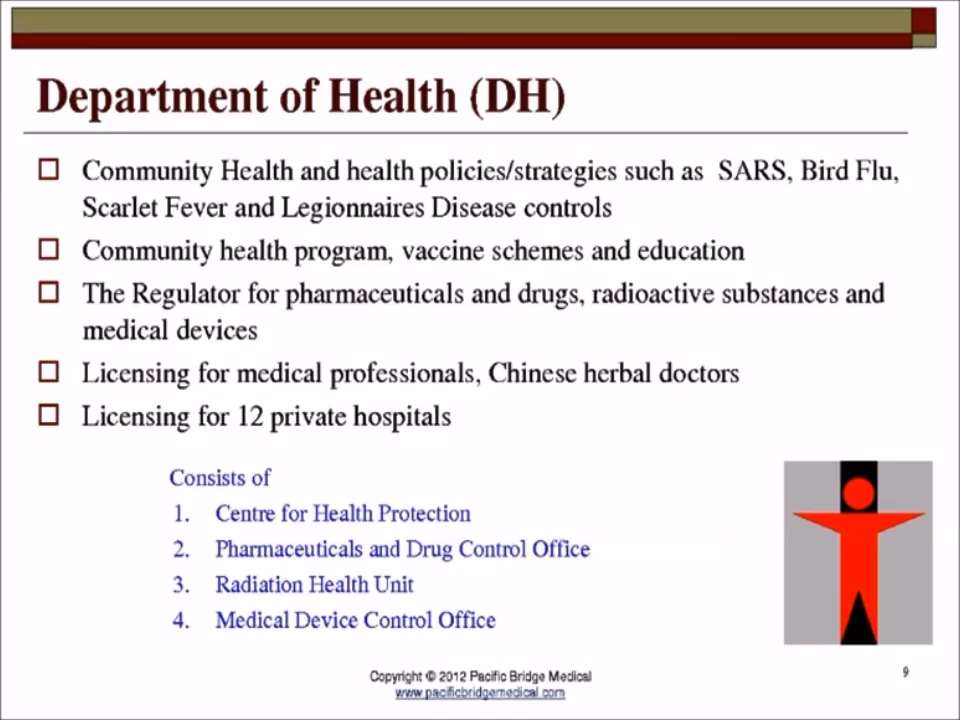 Department of Health (DH)
Community Health and health policies/strategies such as SARS, Bird Flu,
Scarlet Fever and Legionnaires Disease controls
Community health program, vaccine schemes and education
The Regulator for pharmaceuticals and drugs, radioactive substances and
medical devices
Licensing for medical professionals, Chinese herbal doctors
Licensing for 12 private hospitals
Consists of
1. Centre for Health Protection
2. Pharmaceuticals and Drug Control Office
3. Radiation Health Unit
4. Medical Device Control Office
Copyright © 2012 Pacific Bridge Medical
www.pacificbridgemedical.com
9